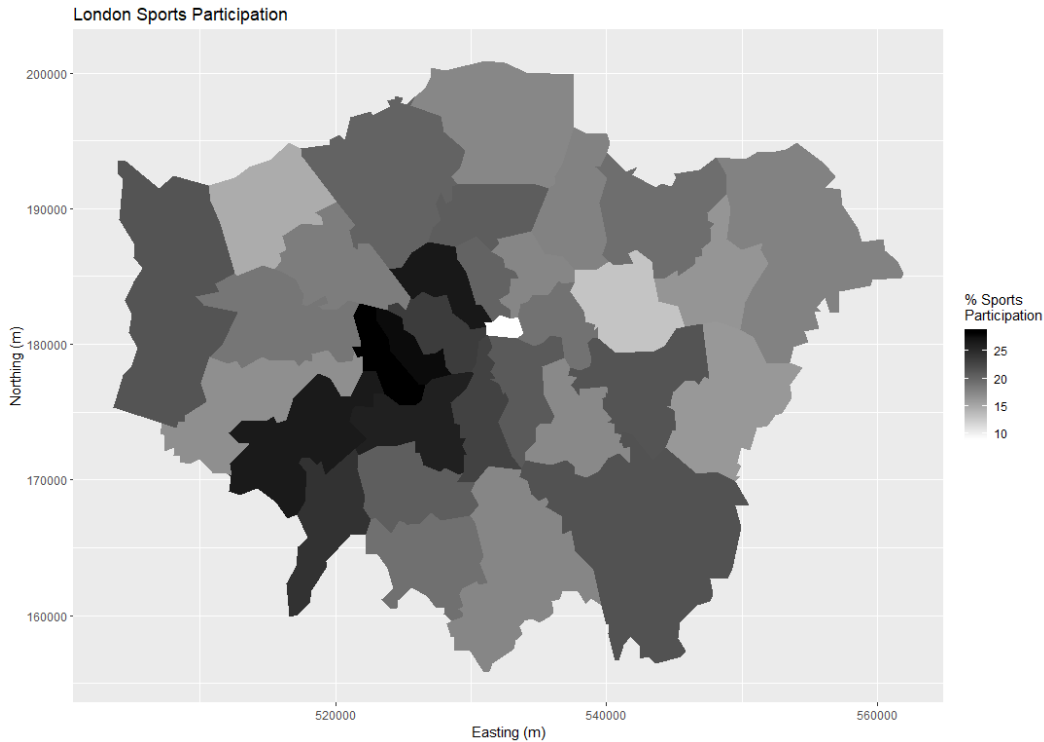 London Sports Participation
200000
190000
180000
170000
160000
Northing (m)
520000
540000
560000
Easting (m)
% Sports
Participation
25
20
15
10